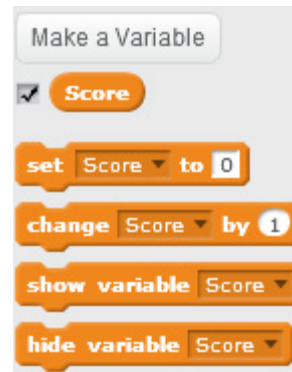 Make a Variable
Score
set Score to 0
change Score by 1
show variable Score
hide variable Score